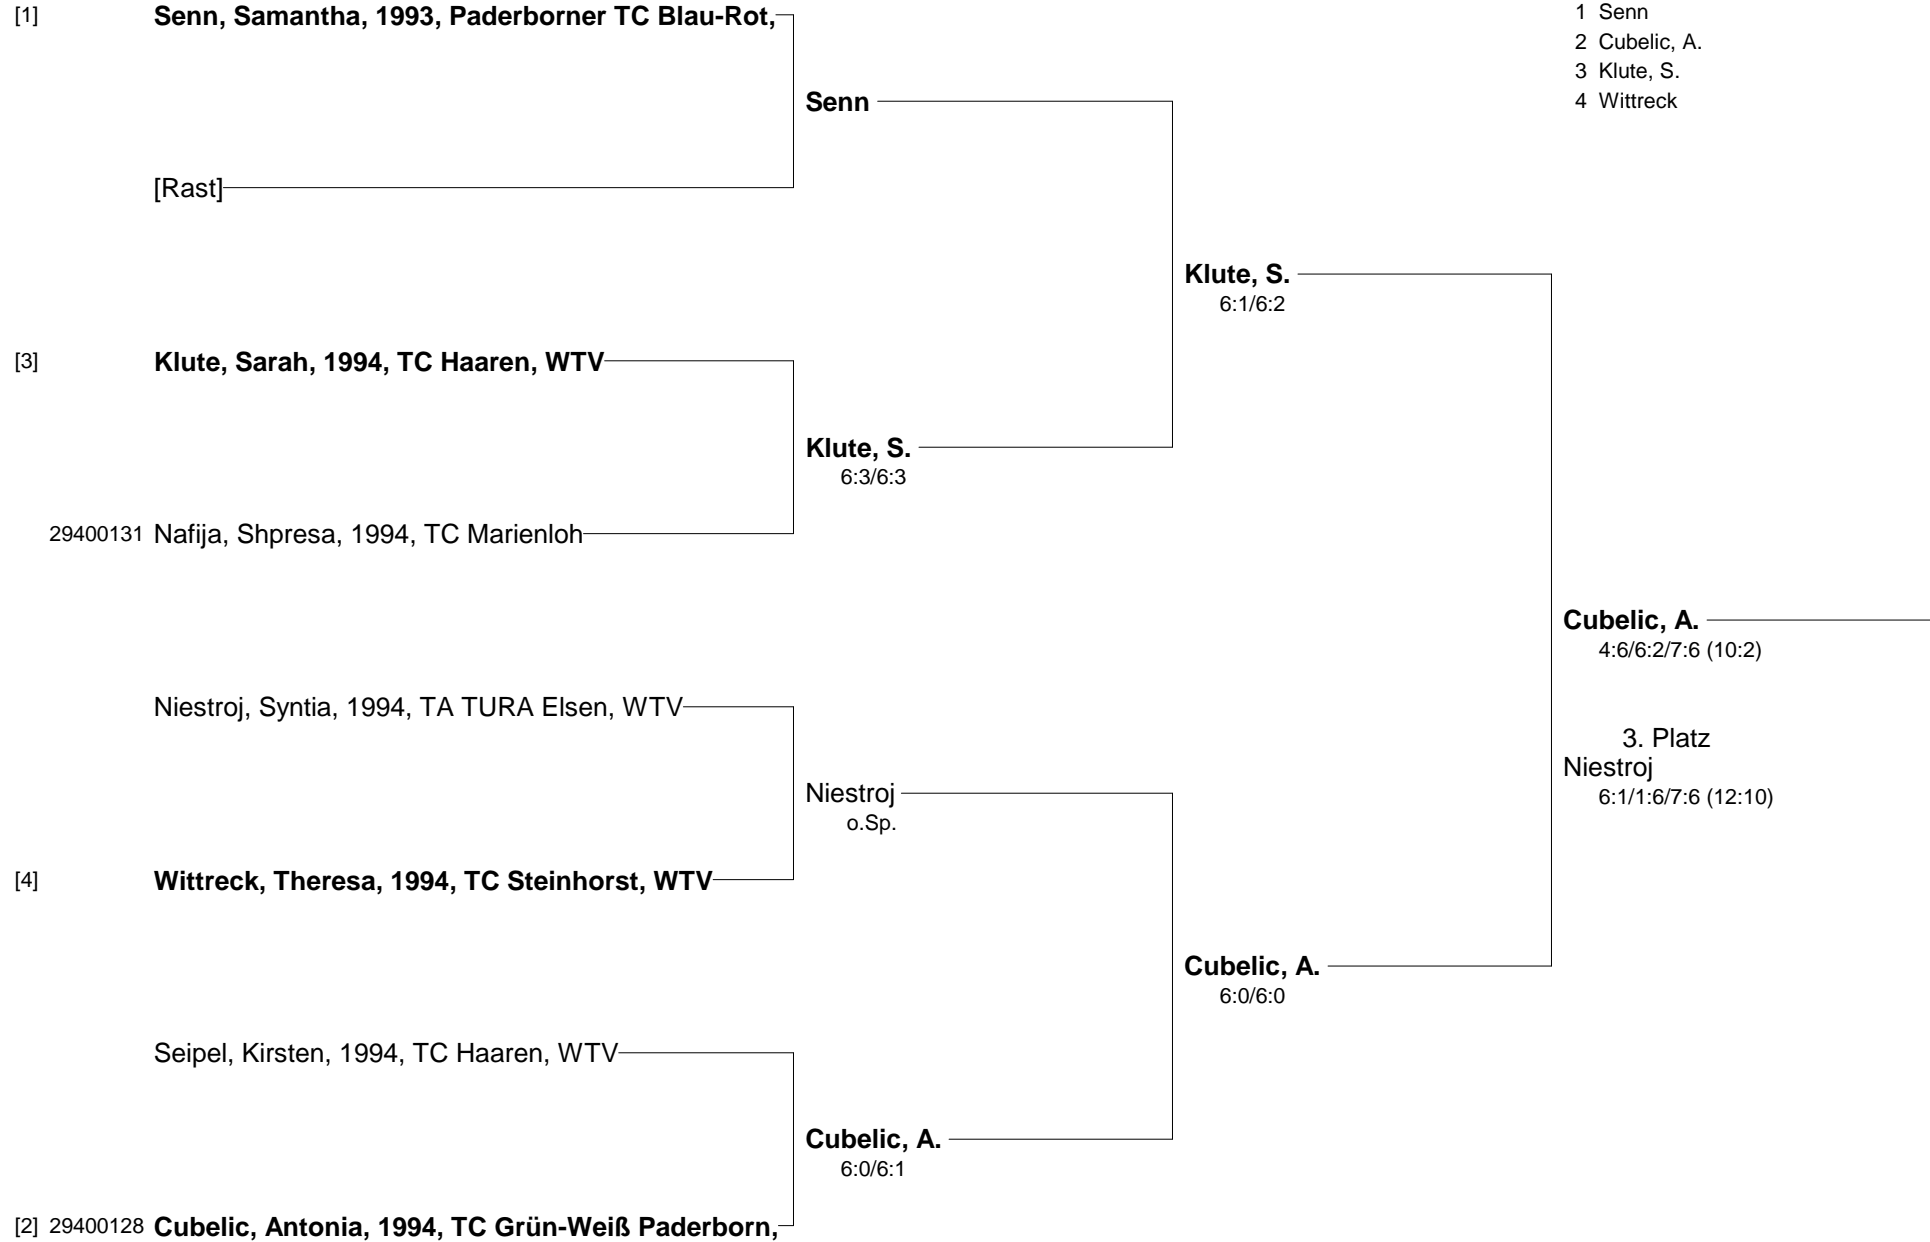 [1] Senn, Samantha, 1993, Paderborner TC Blau-Rot,
1 Senn
2 Cubelic, A.
3 Klute, S.
4 Wittreck
Senn
[Rast]
Klute, S.
6:1/6:2
[3] Klute, Sarah, 1994, TC Haaren, WTV
Klute, S.
6:3/6:3
29400131 Nafija, Shpresa, 1994, TC Marienloh
Cubelic, A.
4:6/6:2/7:6 (10:2)
Niestroj, Syntia, 1994, TA TURA Elsen, WTV
3. Platz
Niestroj
6:1/1:6/7:6 (12:10)
Niestroj
o.Sp.
[4] Wittreck, Theresa, 1994, TC Steinhorst, WTV
Cubelic, A.
6:0/6:0
Seipel, Kirsten, 1994, TC Haaren, WTV
Cubelic, A.
6:0/6:1
[2] 29400128 Cubelic, Antonia, 1994, TC Grün-Weiß Paderborn,